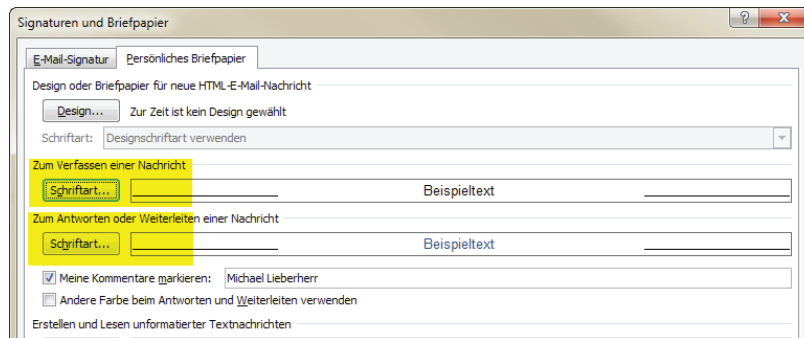 Signaturen und Briefpapier
E-Mail-Signatur Persönliches Briefpapier
Design oder Briefpapier für neue HTML-E-Mail-Nachricht
Design... Zur Zeit ist kein Design gewählt
Schriftart: Designschriftart verwenden
Zum Verfassen einer Nachricht
Schriftart... Beispieltext
Zum Antworten oder Weiterleiten einer Nachricht
Schriftart... Beispieltext
Meine Kommentare markieren: Michael Lieberherr
Andere Farbe beim Antworten und Weiterleiten verwenden
Erstellen und Lesen unformatierter Textnachrichten